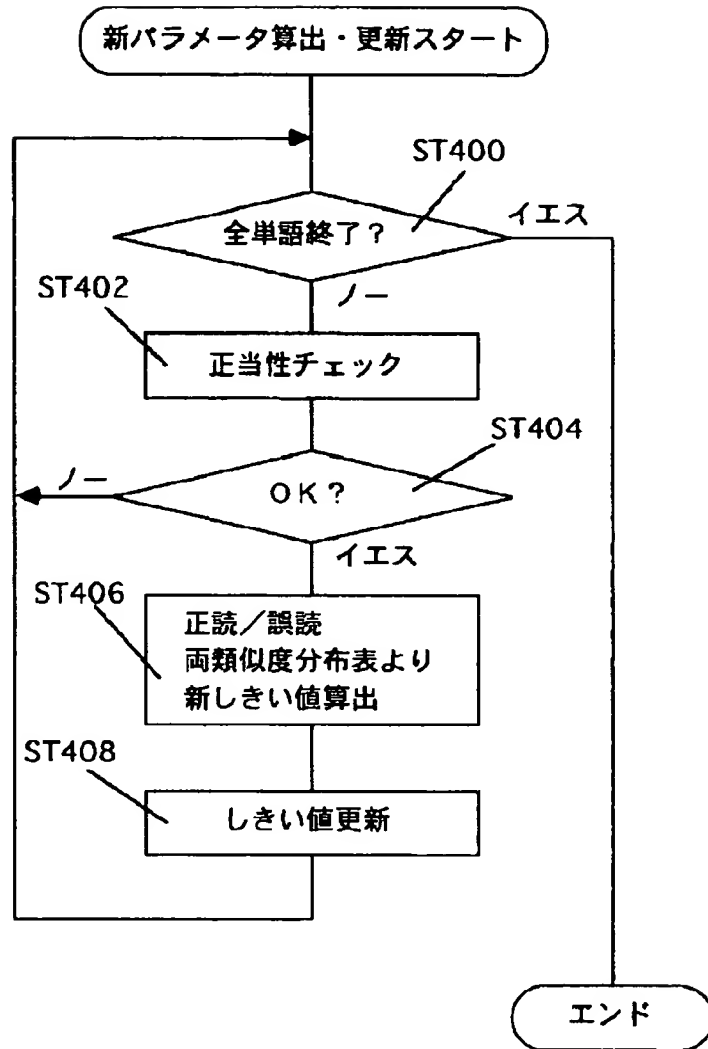 新パラメータ算出・更新スタート
ST400
全単語終了？
イエス
ST402
ノー
正当性チェック
ST404
ノー
OK？
イエス
ST406
正読／誤読
両類似度分布表より
新しきい値算出
ST408
しきい値更新
エンド